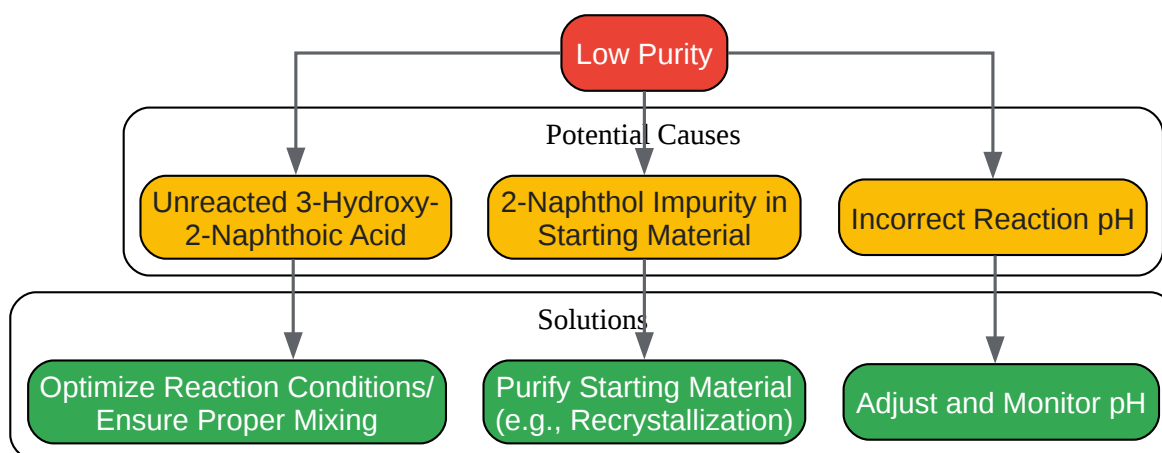 Low Purity
Potential Causes
Unreacted 3-Hydroxy-
2-Naphthoic Acid
2-Naphthol Impurity in
Starting Material
Incorrect Reaction pH
Solutions
Optimize Reaction Conditions/
Ensure Proper Mixing
Purify Starting Material
(e.g., Recrystallization)
Adjust and Monitor pH